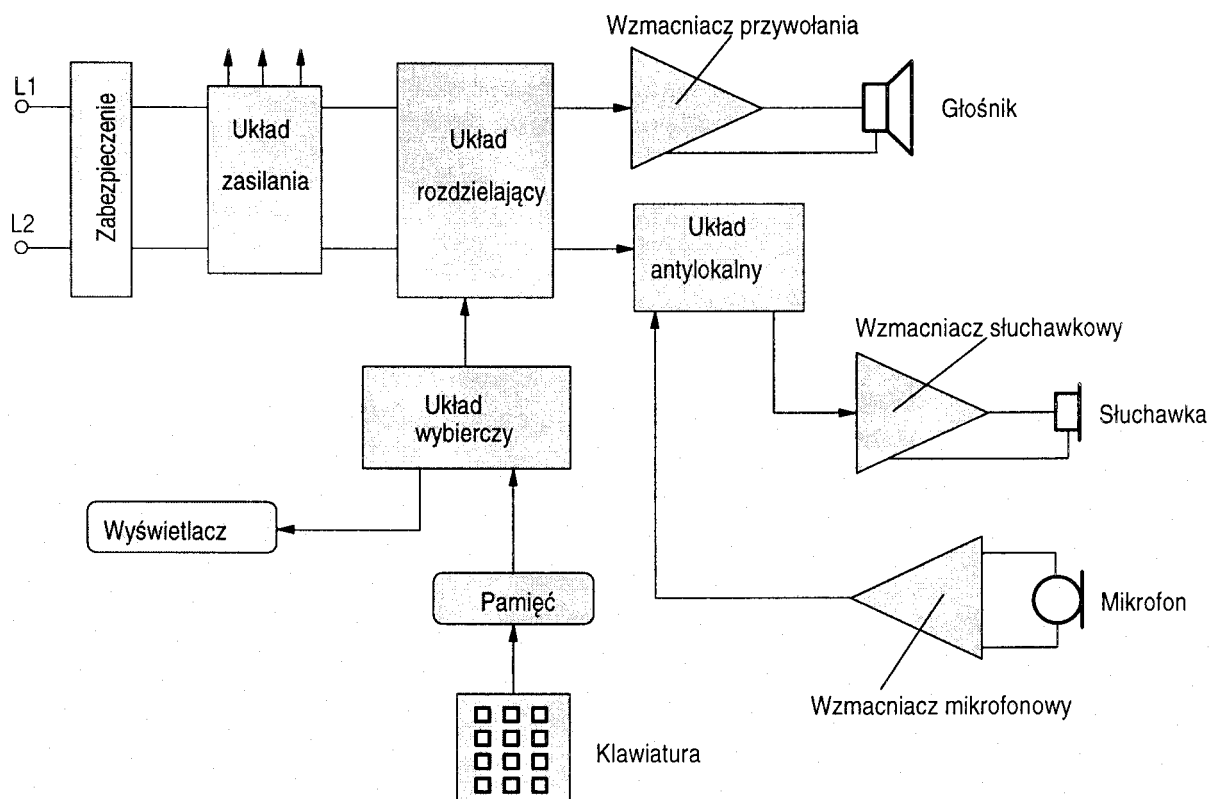 Wzmacniacz przywołania
L1
Zabezpieczenie
Układ
zasilania
Układ
rozdzielający
Głośnik
L2
Układ
antylokalny
Wzmacniacz słuchawkowy
Układ
wybierczy
Słuchawka
Wyświetlacz
Pamięć
Mikrofon
Wzmacniacz mikrofonowy
Klawiatura